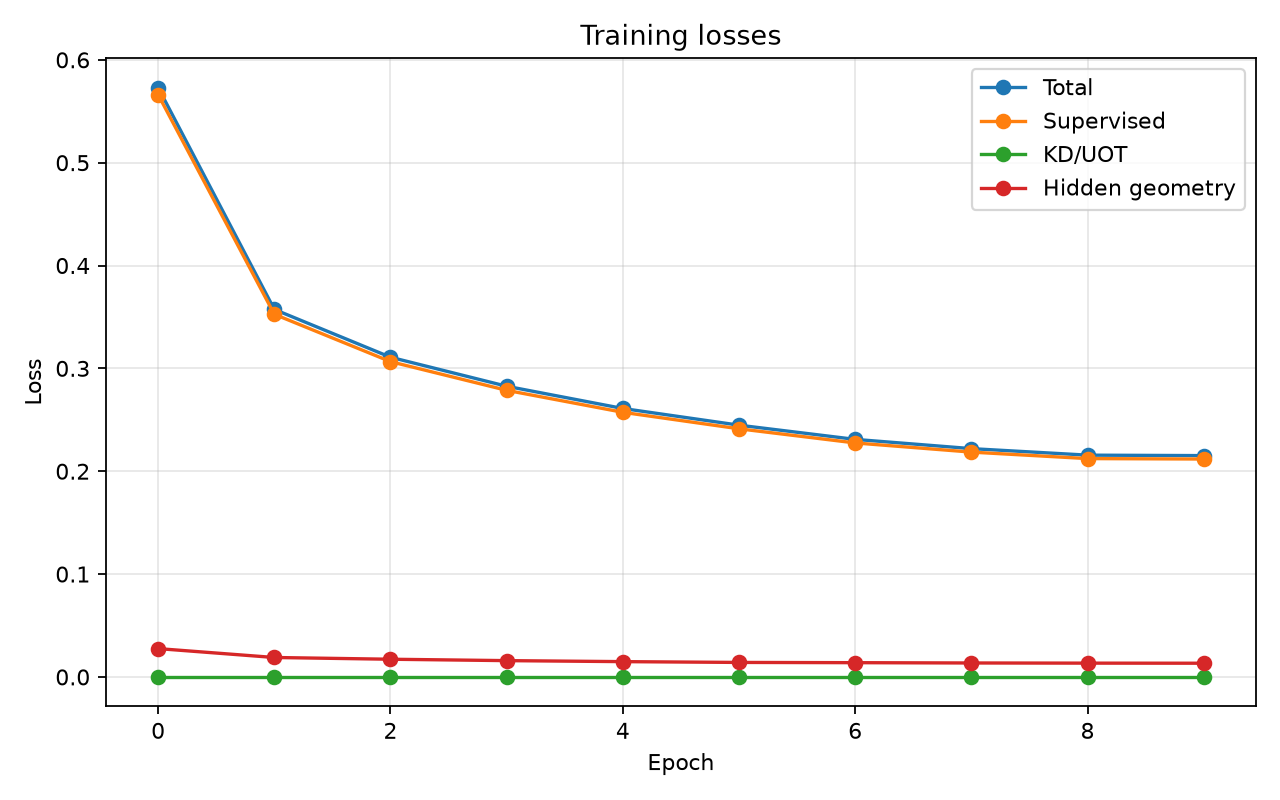 Training losses
0.6
0.5
0.4
0.3
0.2
0.1
0.0
Loss
0 2 4 6 8
Epoch
Total
Supervised
KD/UOT
Hidden geometry